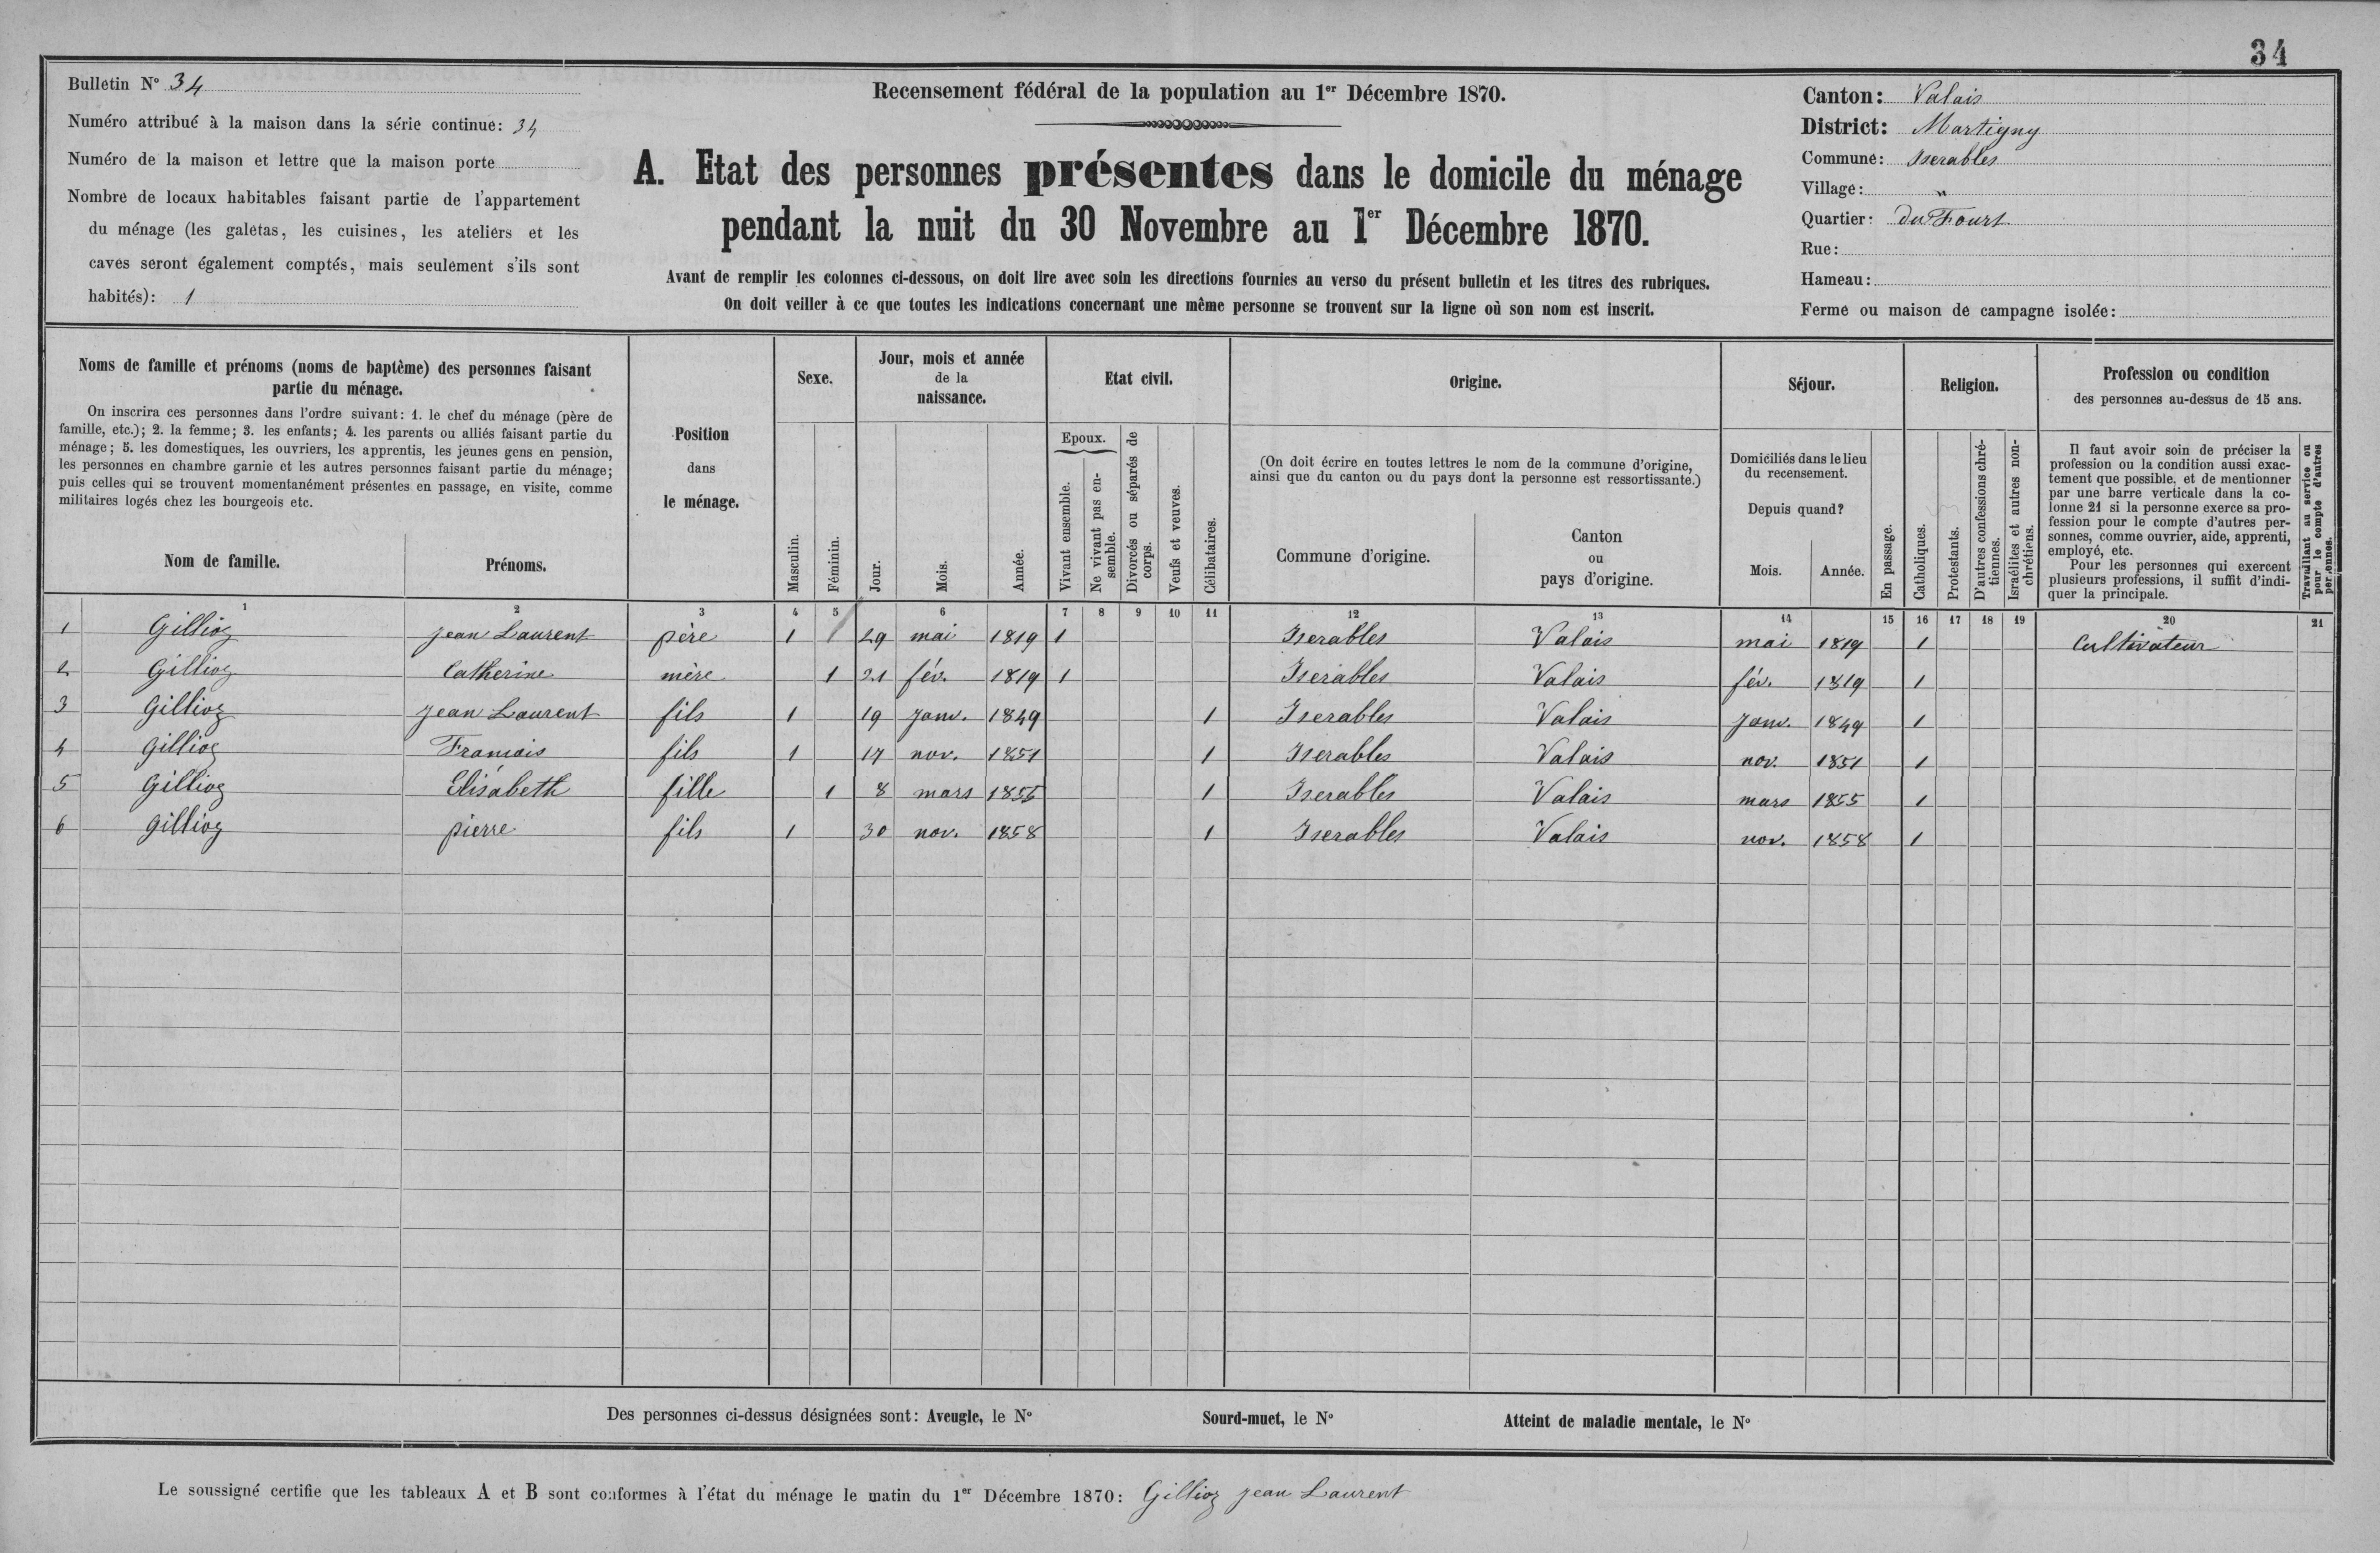 34
Bulletin N° 34
Numéro attribué à la maison dans la série continue: 34
Numéro de la maison et lettre que la maison porte
Nombre de locaux habitables faisant partie de l'appartement
du ménage (les galetas, les cuisines, les ateliers et les
caves seront également comptés, mais seulement s'ils sont
habités): 1
Recensement fédéral de la population au 1er Décembre 1870.
A. Etat des personnes présentes dans le domicile du ménage
pendant la nuit du 30 Novembre au 1er Décembre 1870.
Avant de remplir les colonnes ci-dessous, on doit lire avec soin les directions fournies au verso du présent bulletin et les titres des rubriques.
On doit veiller à ce que toutes les indications concernant une même personne se trouvent sur la ligne où son nom est inscrit.
Canton: Valais
District: Martigny
Commune: Iserables
Village: "
Quartier: du Fourt
Rue:
Hameau:
Ferme ou maison de campagne isolée:
Noms de famille et prénoms (noms de baptême) des personnes faisant
partie du ménage.
On inscrira ces personnes dans l'ordre suivant: 1. le chef du ménage (père de
famille, etc.); 2. la femme; 3. les enfants; 4. les parents ou alliés faisant partie du
ménage; 5. les domestiques, les ouvriers, les apprentis, les jeunes gens en pension,
les personnes en chambre garnie et les autres personnes faisant partie du ménage;
puis celles qui se trouvent momentanément présentes en passage, en visite, comme
militaires logés chez les bourgeois etc.
Nom de famille.
Prénoms.
Position
dans
le ménage.
Sexe.
Masculin.
Féminin.
Jour, mois et année
de la
naissance.
Jour.
Mois.
Année.
Etat civil.
Epoux.
Vivant ensemble.
Ne vivant pas en-
semble.
Divorcés ou séparés de
corps.
Veufs et veuves.
Célibataires.
Origine.
(On doit écrire en toutes lettres le nom de la commune d'origine,
ainsi que du canton ou du pays dont la personne est ressortissante.)
Commune d'origine.
Canton
ou
pays d'origine.
Séjour.
Domiciliés dans le lieu
du recensement.
Depuis quand?
Mois.
Année.
En passage.
Religion.
Catholiques.
Protestants.
D'autres confessions chré-
tiennes.
Israélites et autres non-
chrétiens.
Profession ou condition
des personnes au-dessus de 15 ans.
Il faut avoir soin de préciser la
profession ou la condition aussi exac-
tement que possible, et de mentionner
par une barre verticale dans la co-
lonne 21 si la personne exerce sa pro-
fession pour le compte d'autres per-
sonnes, comme ouvrier, aide, apprenti,
employé, etc.
Pour les personnes qui exercent
plusieurs professions, il suffit d'indi-
quer la principale.
Travaillant au service ou
pour le compte d'autres
personnes.
1 2 3 4 5 6 7 8 9 10 11 12 13 14 15 16 17 18 19 20 21
1 Gillioz jean Laurent père 1 29 mai 1819 1 Iserables Valais mai 1819 1 Cultivateur
2 Gillioz Catherine mère 1 21 fév. 1819 1 Iserables Valais fév. 1819 1
3 Gillioz jean Laurent fils 1 19 janv. 1849 1 Iserables Valais janv. 1849 1
4 Gillioz Francois fils 1 17 nov. 1851 1 Iserables Valais nov. 1851 1
5 Gillioz Elisabeth fille 1 8 mars 1855 1 Iserables Valais mars 1855 1
6 Gillioz pierre fils 1 30 nov. 1858 1 Iserables Valais nov. 1858 1
Des personnes ci-dessus désignées sont: Aveugle, le N° Sourd-muet, le N° Atteint de maladie mentale, le N°
Le soussigné certifie que les tableaux A et B sont conformes à l'état du ménage le matin du 1er Décembre 1870: Gillioz jean Laurent